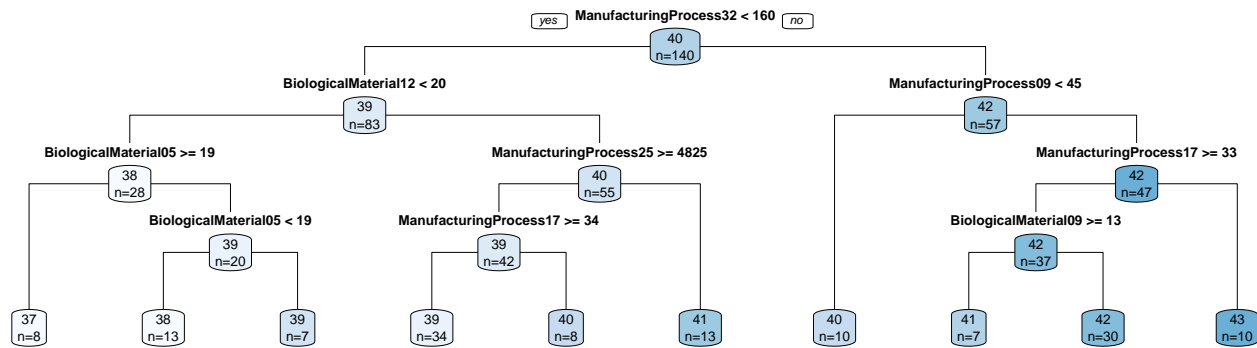 ManufacturingProcess32 < 160
yes
no
40
n=140
BiologicalMaterial12 < 20
ManufacturingProcess09 < 45
39
n=83
42
n=57
BiologicalMaterial05 >= 19
ManufacturingProcess25 >= 4825
ManufacturingProcess17 >= 33
38
n=28
40
n=55
42
n=47
BiologicalMaterial05 < 19
ManufacturingProcess17 >= 34
BiologicalMaterial09 >= 13
39
n=20
39
n=42
42
n=37
37
n=8
38
n=13
39
n=7
39
n=34
40
n=8
41
n=13
40
n=10
41
n=7
42
n=30
43
n=10